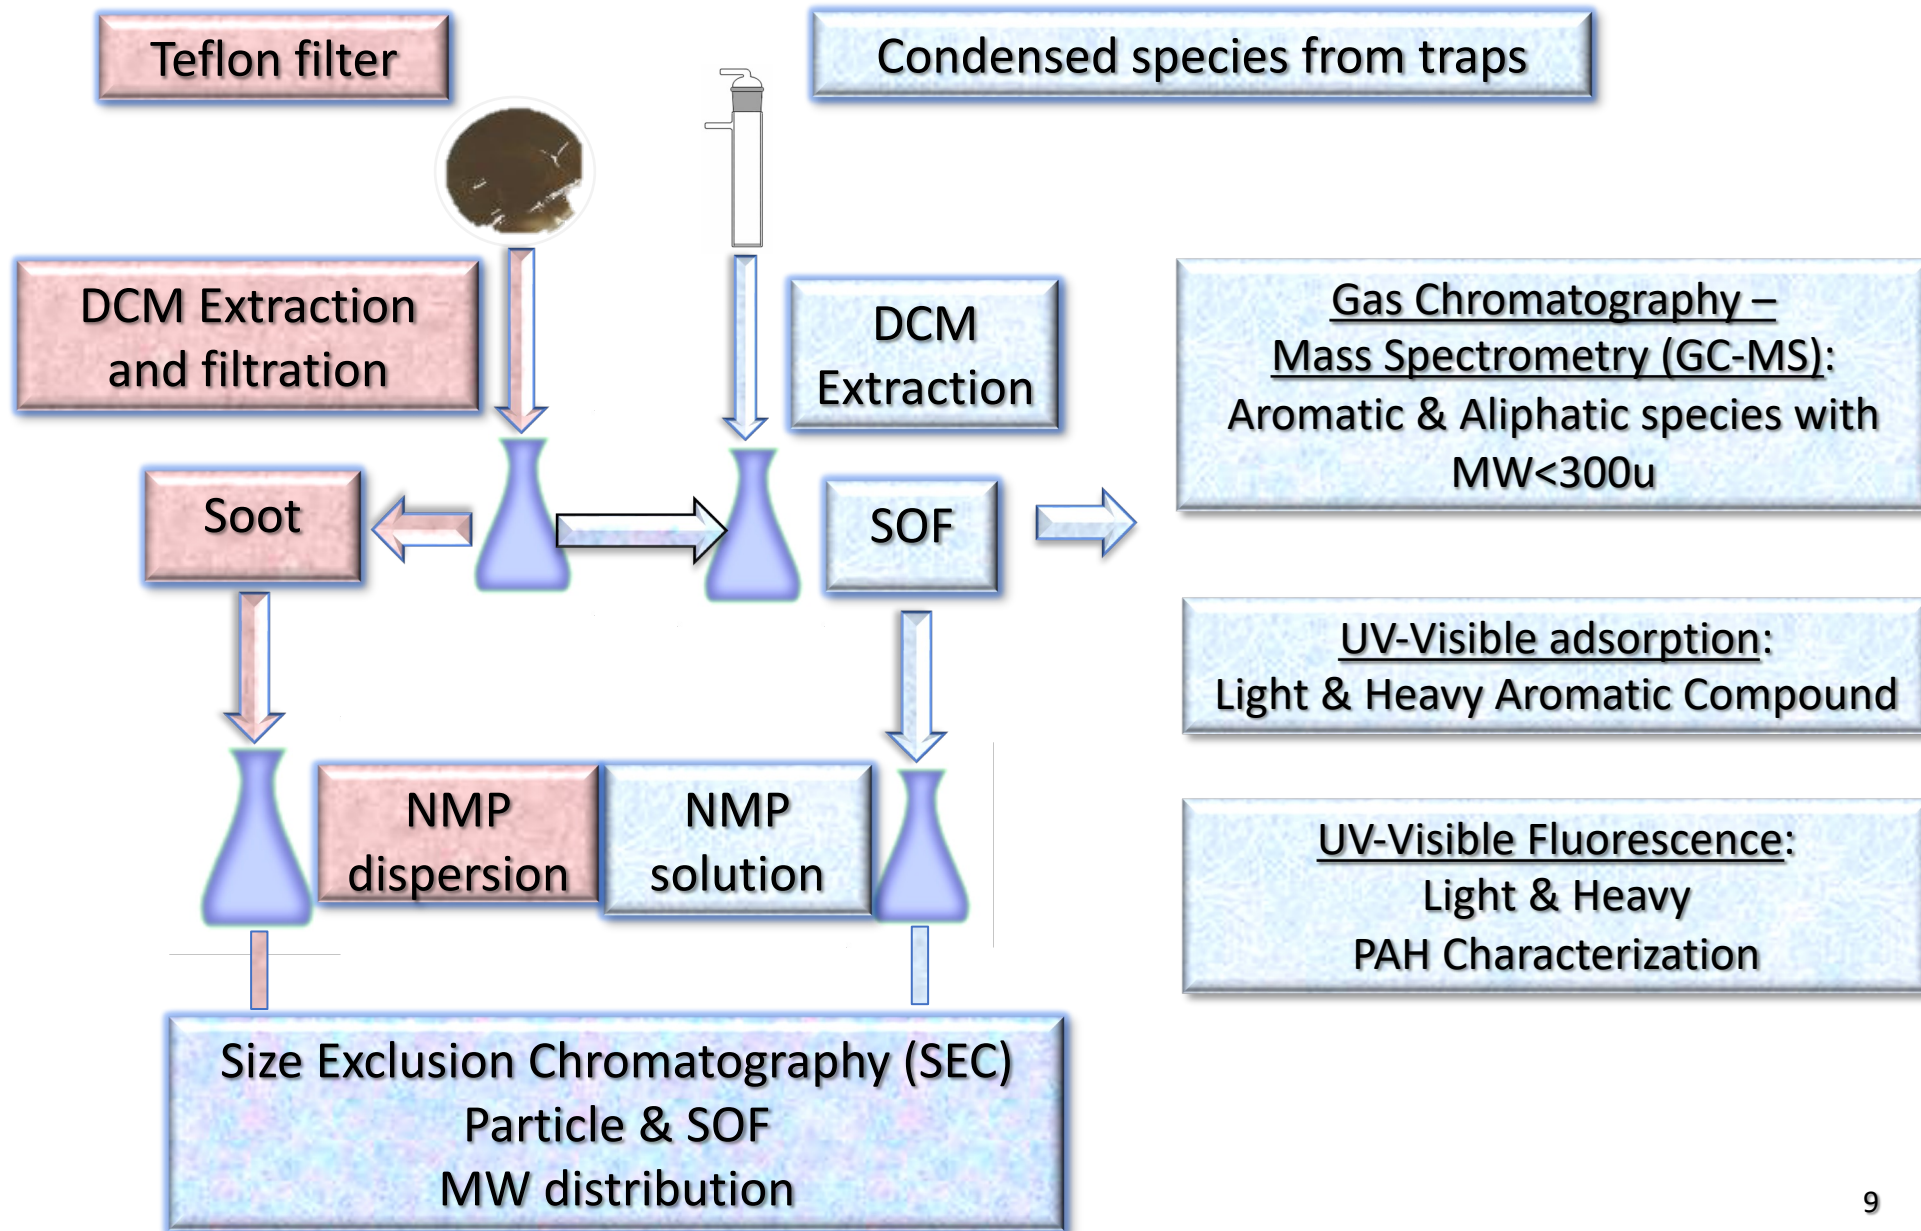 Teflon filter
Condensed species from traps
DCM Extraction
and filtration
DCM
Extraction
Gas Chromatography –
Mass Spectrometry (GC-MS):
Aromatic & Aliphatic species with
MW<300u
Soot
SOF
UV-Visible adsorption:
Light & Heavy Aromatic Compound
NMP
dispersion
NMP
solution
UV-Visible Fluorescence:
Light & Heavy
PAH Characterization
Size Exclusion Chromatography (SEC)
Particle & SOF
MW distribution
9